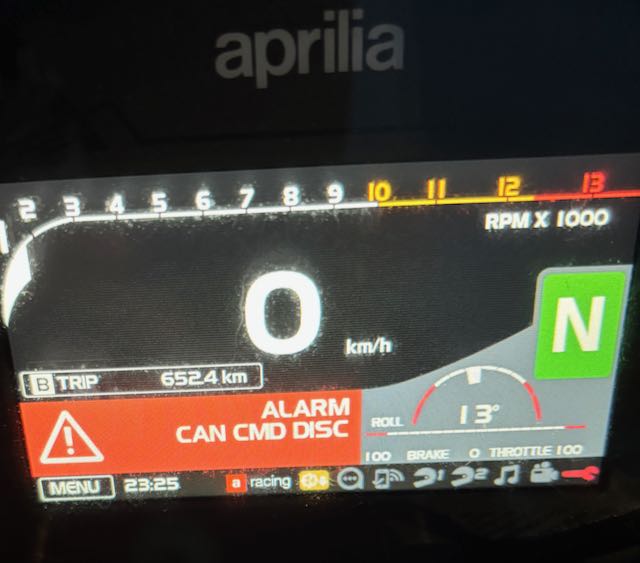 aprilia
2 3 4 5 6 7 8 9 10 11 12 13
RPM X 1000
0 km/h
N
B TRIP 652.4 km
ALARM
CAN CMD DISC
ROLL 13°
100 BRAKE 0 THROTTLE 100
MENU 23:25 a racing 1 2